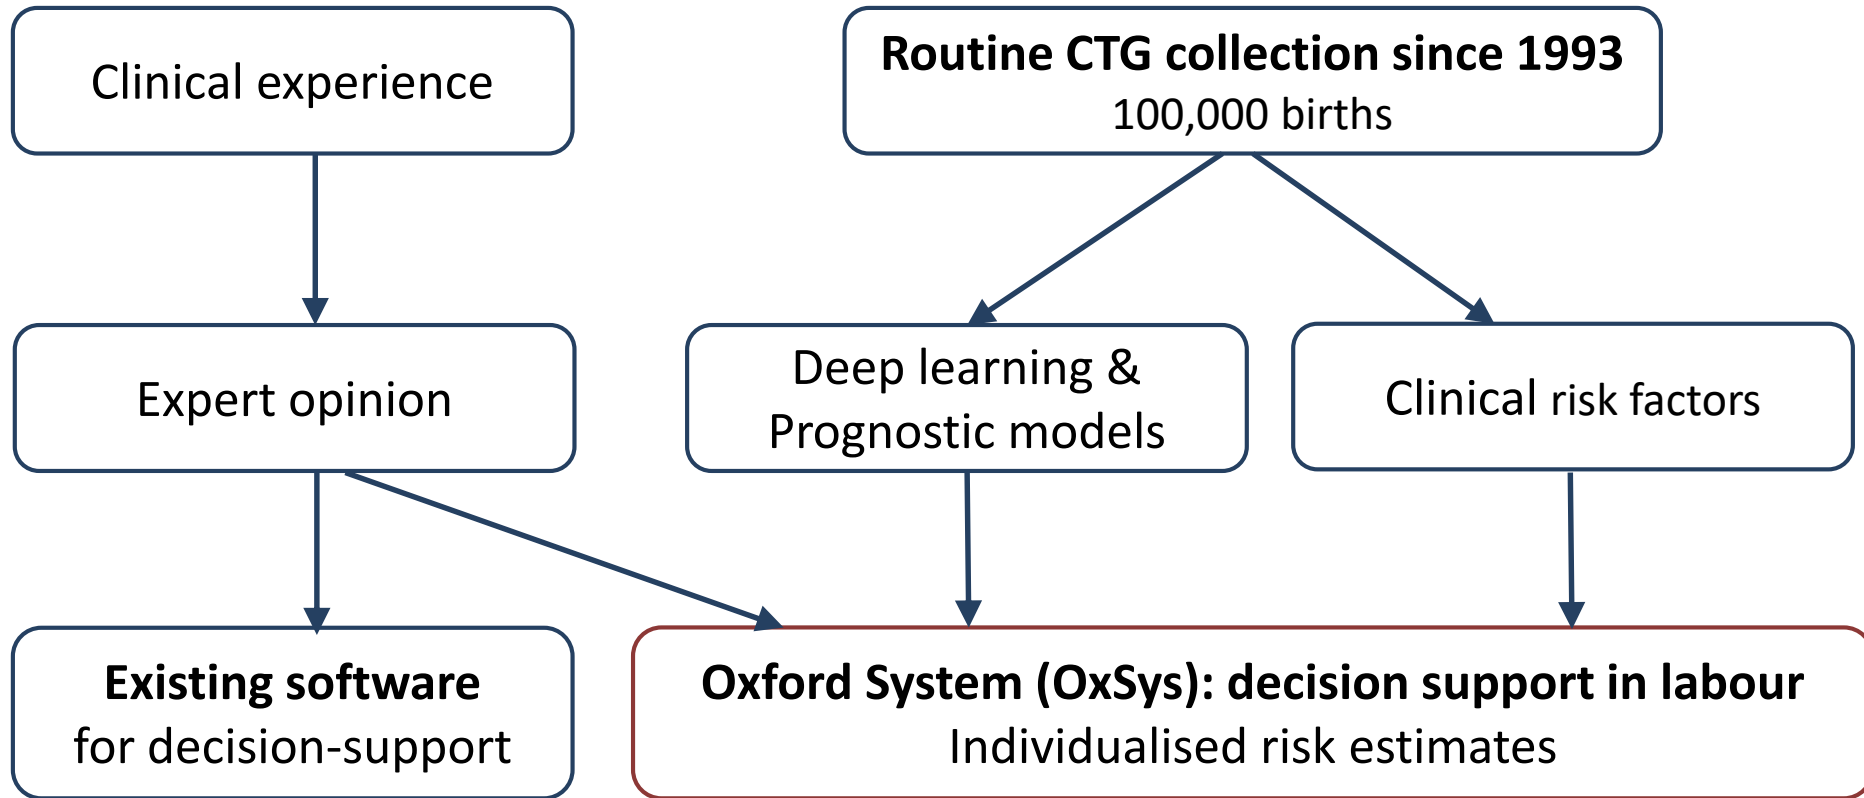 Clinical experience
Routine CTG collection since 1993
100,000 births
Expert opinion
Deep learning &
Prognostic models
Clinical risk factors
Existing software
for decision-support
Oxford System (OxSys): decision support in labour
Individualised risk estimates